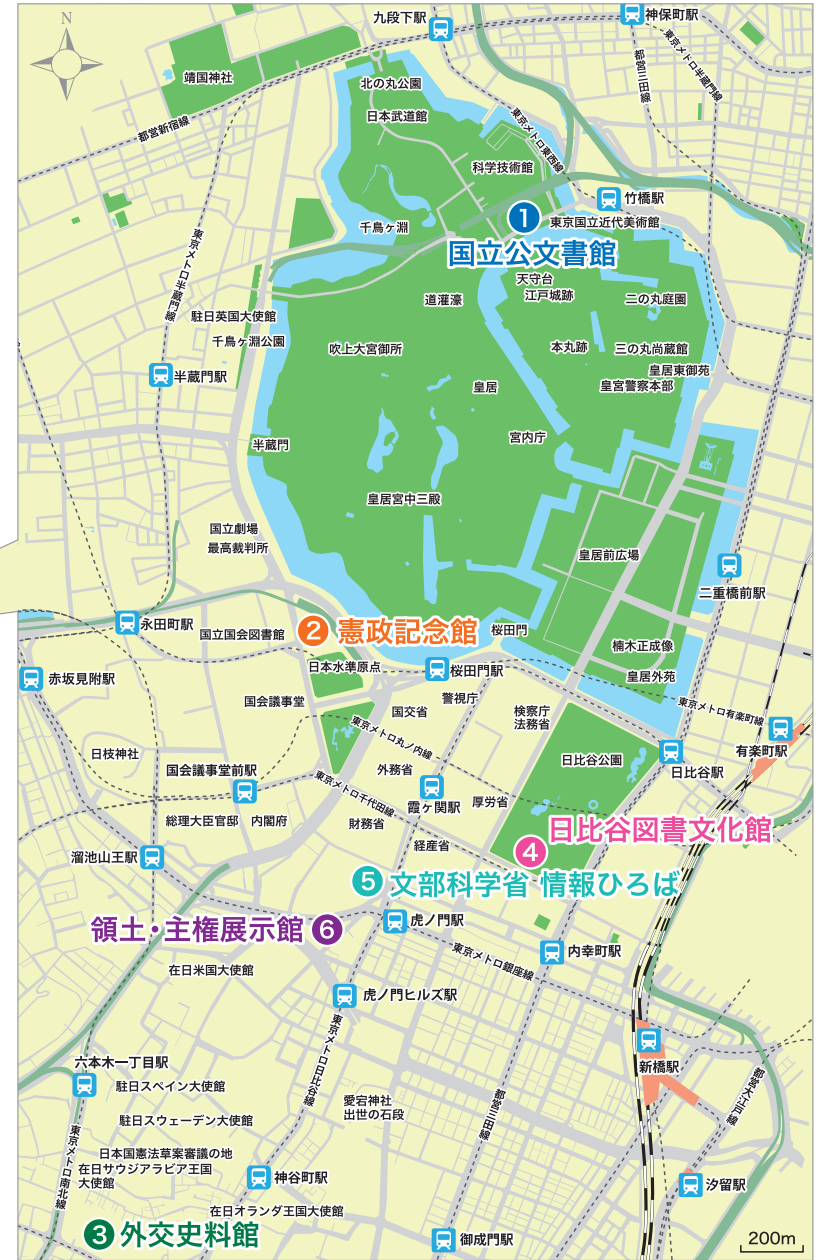 九段下駅
神保町駅
N
靖国神社
北の丸公園
東京メトロ半蔵門線
都営三田線
日本武道館
都営新宿線
東京メトロ東西線
科学技術館
竹橋駅
❶
東京国立近代美術館
千鳥ヶ淵
国立公文書館
東京メトロ半蔵門線
天守台
江戸城跡
道灌濠
二の丸庭園
駐日英国大使館
千鳥ヶ淵公園
吹上大宮御所
本丸跡
三の丸尚蔵館
皇居東御苑
半蔵門駅
皇居
皇宮警察本部
半蔵門
宮内庁
皇居宮中三殿
国立劇場
最高裁判所
皇居前広場
二重橋前駅
永田町駅
国立国会図書館
❷ 憲政記念館
桜田門
楠木正成像
日本水準原点
桜田門駅
皇居外苑
赤坂見附駅
国会議事堂
警視庁
国交省
検察庁
法務省
東京メトロ有楽町線
東京メトロ丸ノ内線
有楽町駅
日枝神社
日比谷公園
国会議事堂前駅
外務省
日比谷駅
東京メトロ千代田線
霞ヶ関駅
厚労省
総理大臣官邸
内閣府
財務省
日比谷図書文化館
経産省
❹
溜池山王駅
❺ 文部科学省 情報ひろば
領土・主権展示館 ❻
虎ノ門駅
東京メトロ銀座線
内幸町駅
在日米国大使館
虎ノ門ヒルズ駅
東京メトロ日比谷線
六本木一丁目駅
新橋駅
駐日スペイン大使館
都営大江戸線
愛宕神社
出世の石段
都営三田線
駐日スウェーデン大使館
東京メトロ南北線
日本国憲法草案審議の地
在日サウジアラビア王国
大使館
神谷町駅
汐留駅
在日オランダ王国大使館
❸ 外交史料館
御成門駅
200m